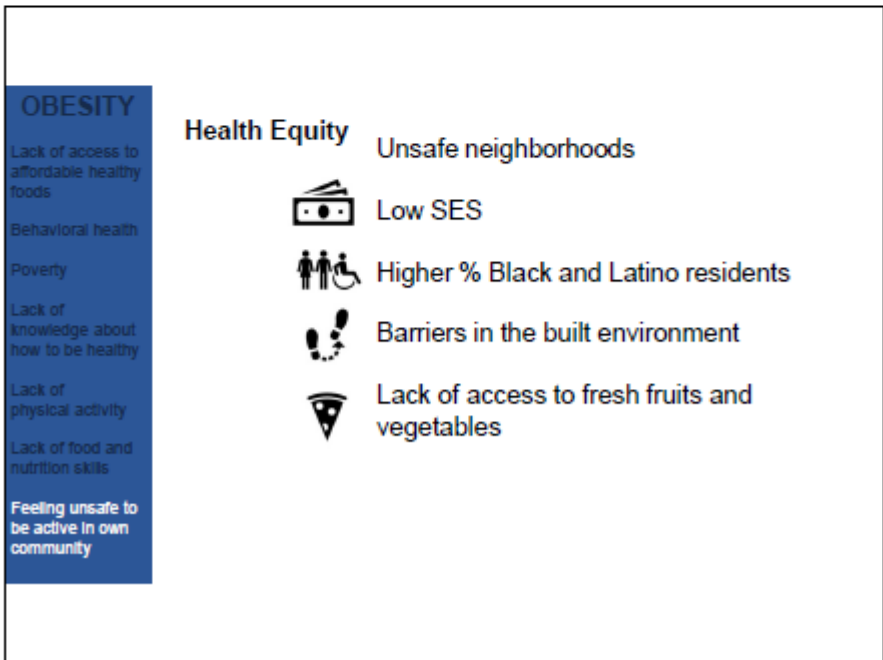 OBESITY
Lack of access to
affordable healthy
foods
Behavioral health
Poverty
Lack of
knowledge about
how to be healthy
Lack of
physical activity
Lack of food and
nutrition skills
Feeling unsafe to
be active in own
community
Health Equity
Unsafe neighborhoods
Low SES
Higher % Black and Latino residents
Barriers in the built environment
Lack of access to fresh fruits and
vegetables